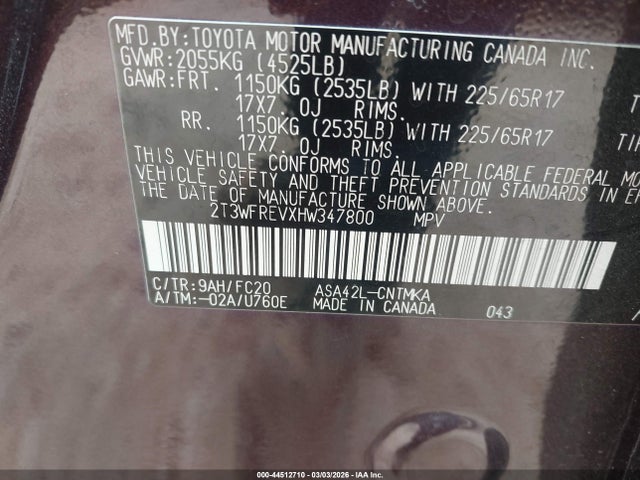 MFD.BY:TOYOTA MOTOR MANUFACTURING CANADA INC.
GVWR:2055KG (4525LB)
GAWR:FRT. 1150KG (2535LB) WITH 225/65R17
17X7.0J RIMS.
RR. 1150KG (2535LB) WITH 225/65R17
17X7.0J RIMS.
THIS VEHICLE CONFORMS TO ALL APPLICABLE FEDERAL
VEHICLE SAFETY AND THEFT PREVENTION STANDARDS IN
THE DATE OF MANUFACTURE SHOWN ABOVE.
2T3WFREVXHW347800 MPV
C/TR:9AH/FC20 ASA42L-CNTMKA
A/TM:-02A/U760E MADE IN CANADA 043
000-44512710 - 03/03/2026 - IAA Inc.